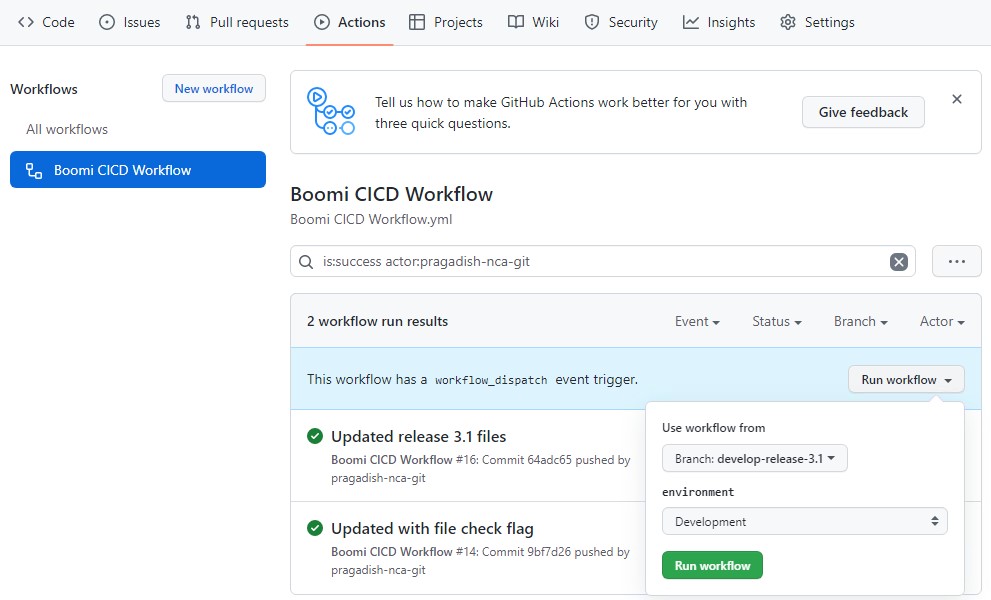 Code Issues Pull requests Actions Projects Wiki Security Insights Settings
Workflows
New workflow
All workflows
Boomi CICD Workflow
Tell us how to make GitHub Actions work better for you with
three quick questions.
Give feedback
Boomi CICD Workflow
Boomi CICD Workflow.yml
is:success actor:pragadish-nca-git
2 workflow run results
Event Status Branch Actor
This workflow has a workflow_dispatch event trigger.
Run workflow
Updated release 3.1 files
Boomi CICD Workflow #16: Commit 64adc65 pushed by
pragadish-nca-git
Updated with file check flag
Boomi CICD Workflow #14: Commit 9bf7d26 pushed by
pragadish-nca-git
Use workflow from
Branch: develop-release-3.1
environment
Development
Run workflow